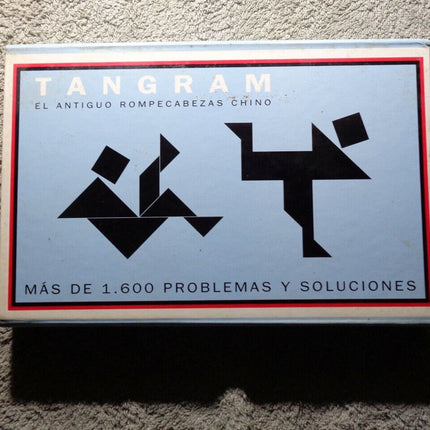 TANGRAM
EL ANTIGUO ROMPECABEZAS CHINO
MÁS DE 1.600 PROBLEMAS Y SOLUCIONES